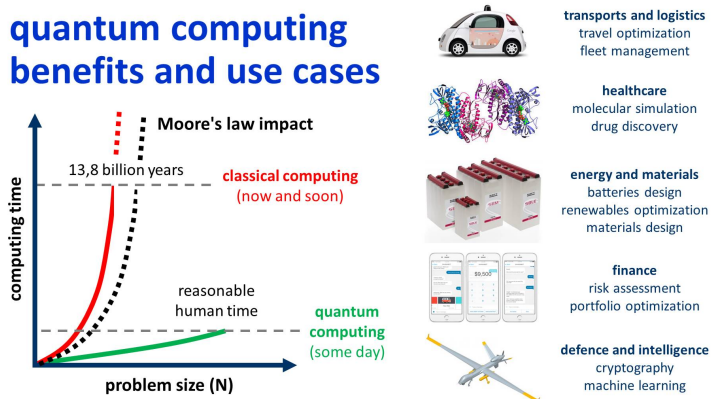 quantum computing
benefits and use cases
Moore's law impact
13,8 billion years
classical computing
(now and soon)
computing time
reasonable
human time
quantum
computing
(some day)
problem size (N)
transports and logistics
travel optimization
fleet management
healthcare
molecular simulation
drug discovery
energy and materials
batteries design
renewables optimization
materials design
finance
risk assessment
portfolio optimization
defence and intelligence
cryptography
machine learning